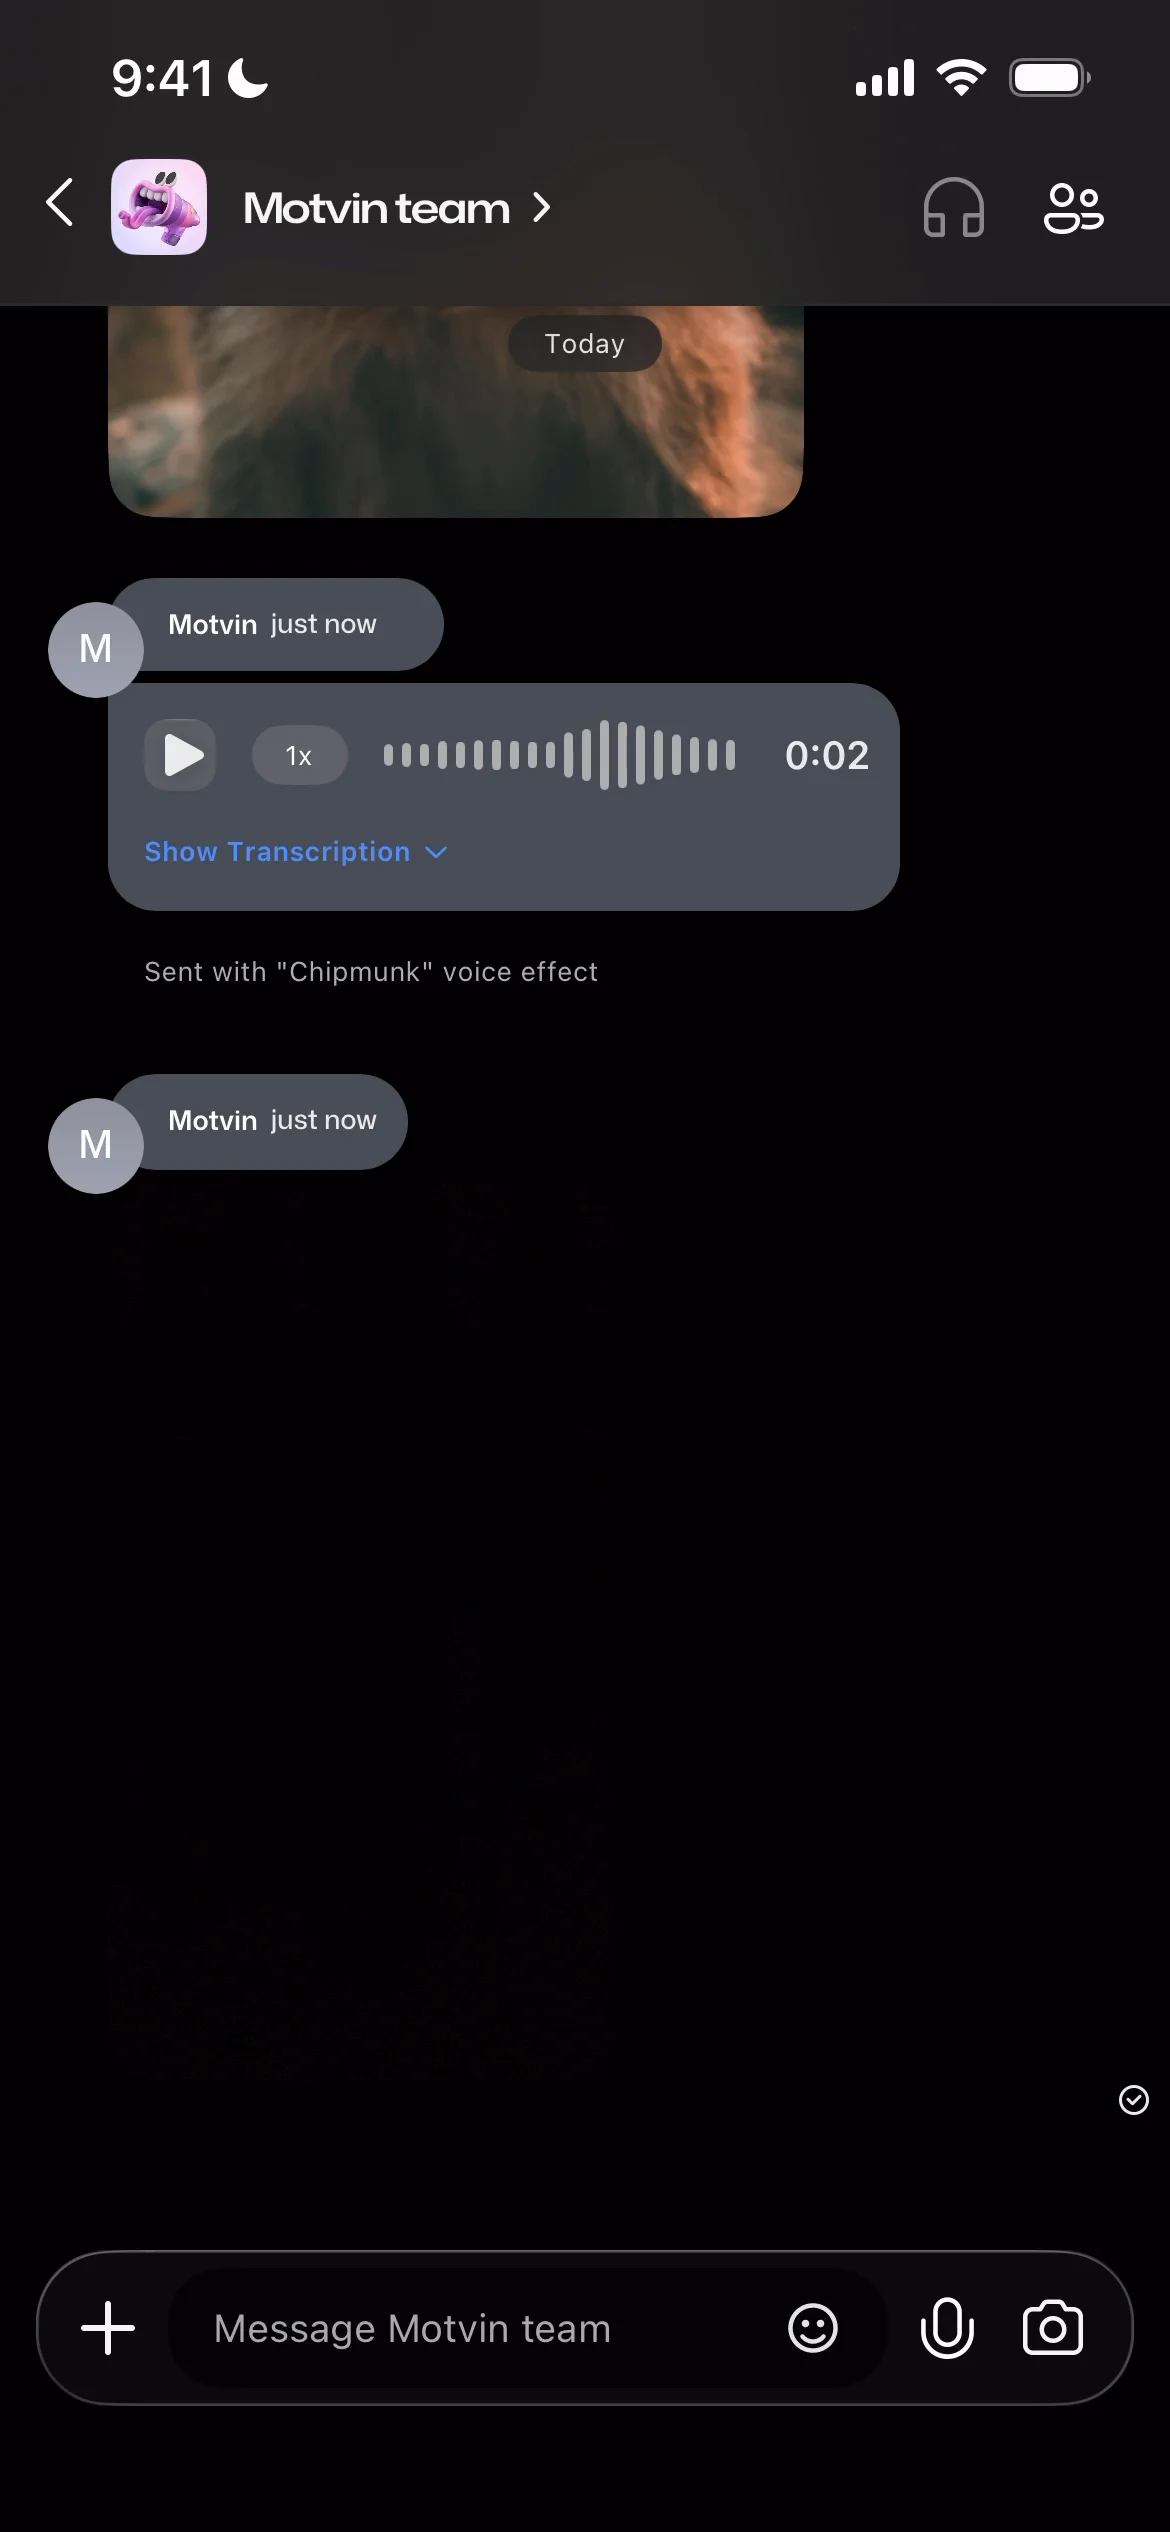 9:41
Motvin team
Today
M
Motvin just now
1x
0:02
Show Transcription
Sent with "Chipmunk" voice effect
M
Motvin just now
Message Motvin team